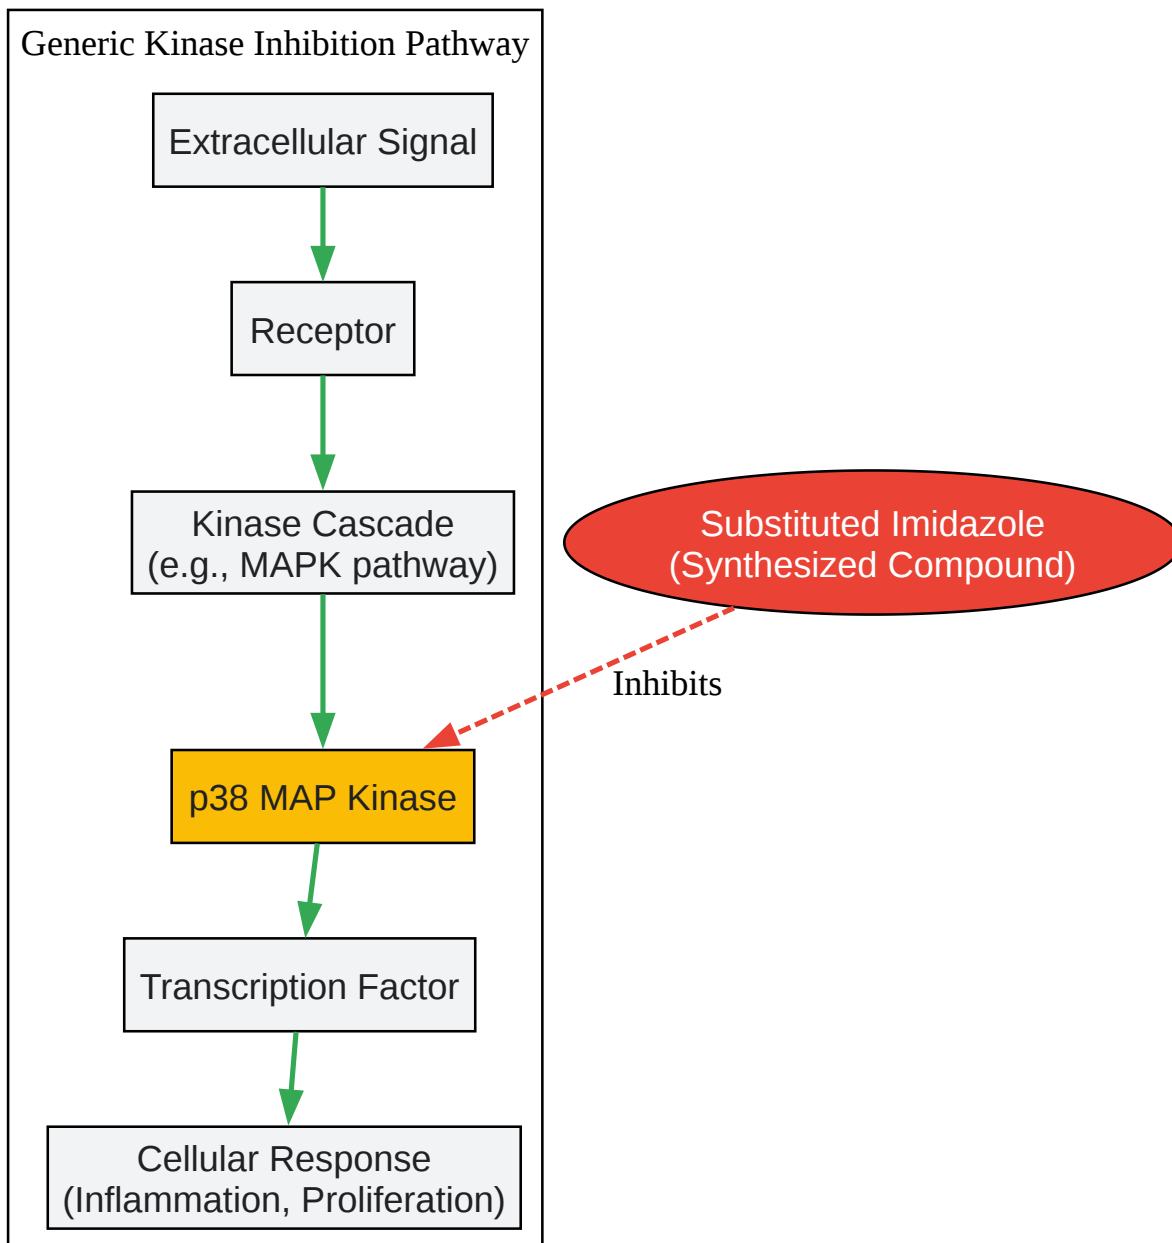 Generic Kinase Inhibition Pathway
Extracellular Signal
Receptor
Kinase Cascade
(e.g., MAPK pathway)
Substituted Imidazole
(Synthesized Compound)
Inhibits
p38 MAP Kinase
Transcription Factor
Cellular Response
(Inflammation, Proliferation)